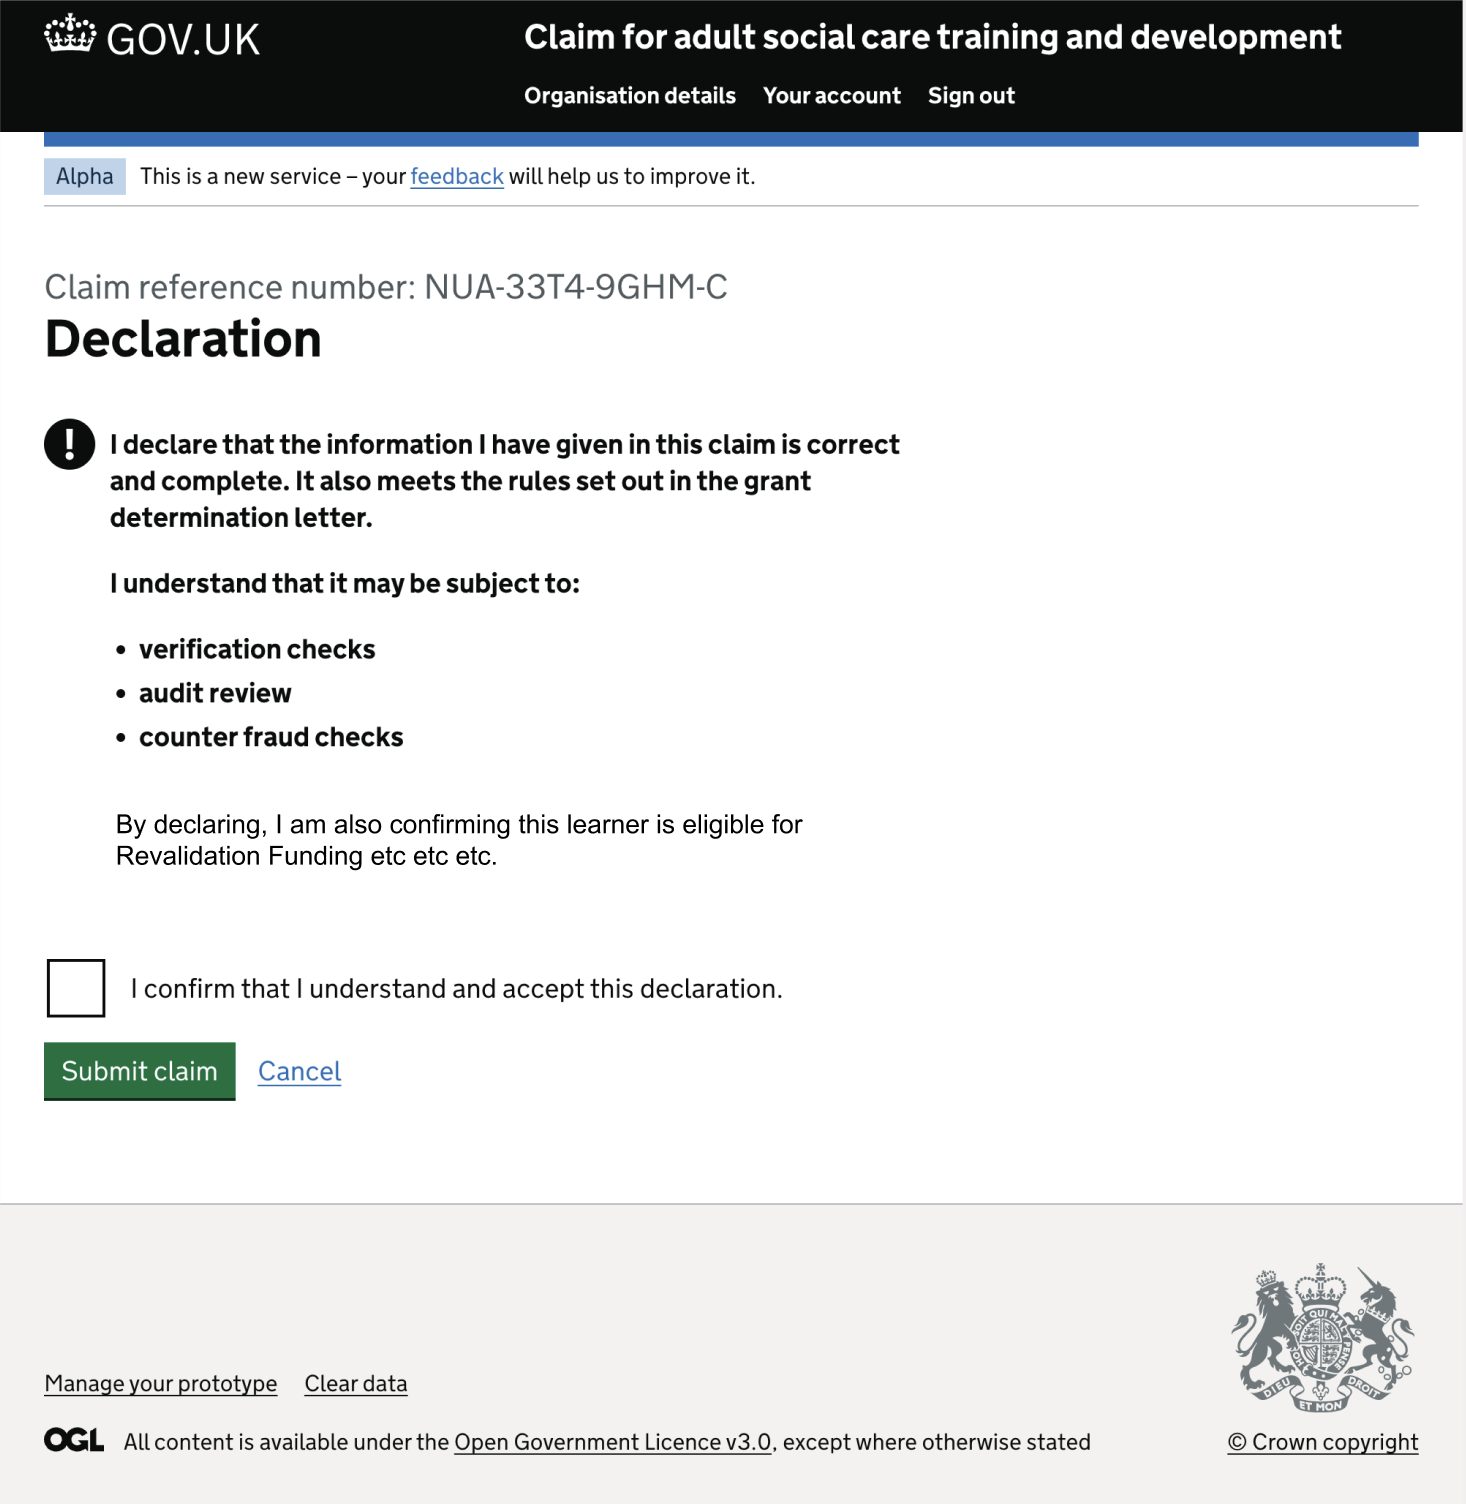 GOV.UK
Claim for adult social care training and development
Organisation details Your account Sign out
Alpha This is a new service – your feedback will help us to improve it.
Claim reference number: NUA-33T4-9GHM-C
Declaration
! I declare that the information I have given in this claim is correct
and complete. It also meets the rules set out in the grant
determination letter.
I understand that it may be subject to:
• verification checks
• audit review
• counter fraud checks
By declaring, I am also confirming this learner is eligible for
Revalidation Funding etc etc etc.
I confirm that I understand and accept this declaration.
Submit claim Cancel
Manage your prototype Clear data
DIEU ET MON DROIT
OGL All content is available under the Open Government Licence v3.0, except where otherwise stated
© Crown copyright